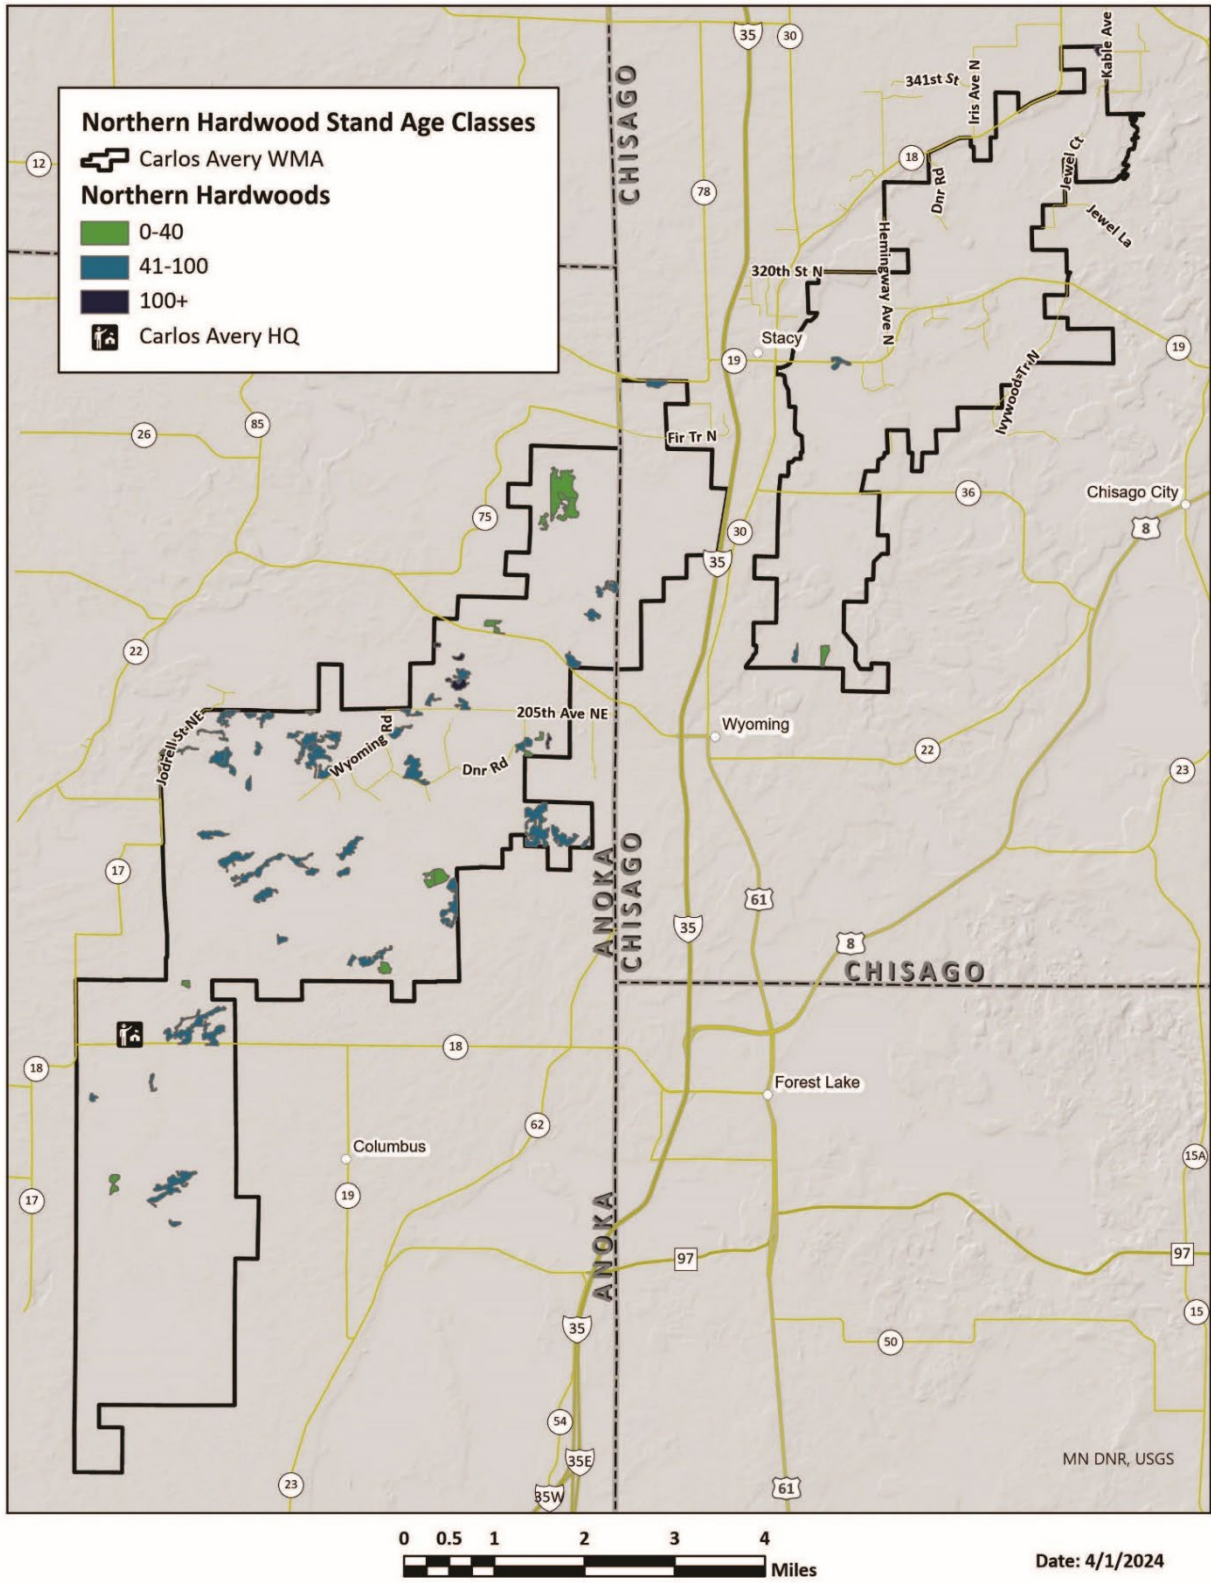 Northern Hardwood Stand Age Classes
Carlos Avery WMA
Northern Hardwoods
0-40
41-100
100+
Carlos Avery HQ
35
30
341st St
Iris Ave N
Kable Ave
CHISAGO
12
78
18
Dnr Rd
Jewel Ct
Jewel La
Hemingway Ave N
320th St N
Stacy
19
19
Ivywood Tr N
85
26
Fir Tr N
75
36
Chisago City
8
30
35
22
205th Ave NE
Jodrell St NE
Wyoming Rd
Dnr Rd
Wyoming
22
23
17
ANOKA
CHISAGO
61
35
8
CHISAGO
18
18
Forest Lake
62
Columbus
15A
17
19
ANOKA
97
97
35
50
15
54
35E
35W
23
61
MN DNR, USGS
0 0.5 1 2 3 4
Miles
Date: 4/1/2024